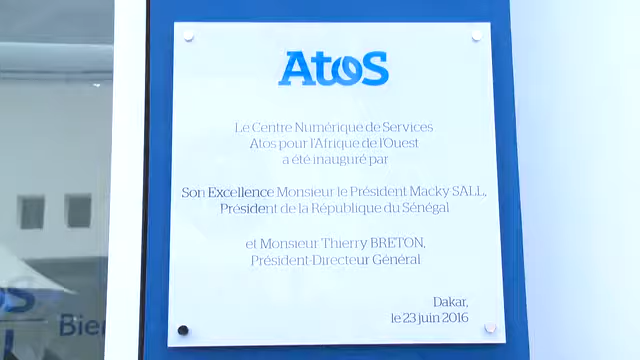 Atos
Le Centre Numérique de Services
Atos pour l'Afrique de l'Ouest
a été inauguré par
Son Excellence Monsieur le Président Macky SALL,
Président de la République du Sénégal
et Monsieur Thierry BRETON,
Président-Directeur Général
Dakar,
le 23 juin 2016